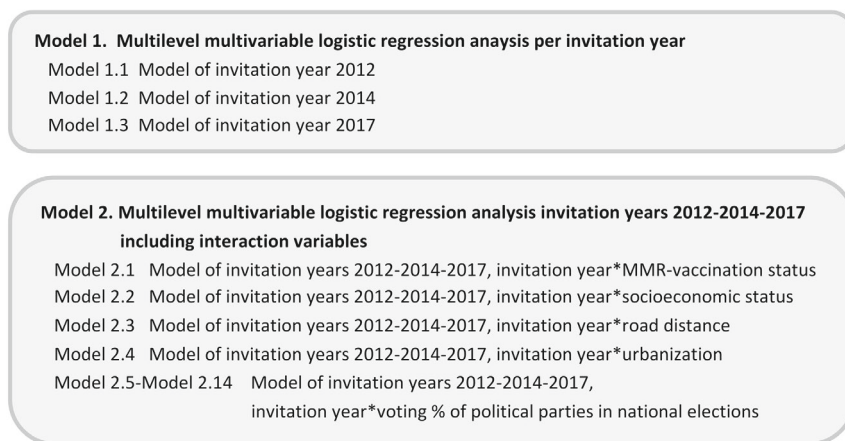 Model 1. Multilevel multivariable logistic regression anaysis per invitation year
Model 1.1 Model of invitation year 2012
Model 1.2 Model of invitation year 2014
Model 1.3 Model of invitation year 2017
Model 2. Multilevel multivariable logistic regression analysis invitation years 2012-2014-2017
including interaction variables
Model 2.1 Model of invitation years 2012-2014-2017, invitation year*MMR-vaccination status
Model 2.2 Model of invitation years 2012-2014-2017, invitation year*socioeconomic status
Model 2.3 Model of invitation years 2012-2014-2017, invitation year*road distance
Model 2.4 Model of invitation years 2012-2014-2017, invitation year*urbanization
Model 2.5-Model 2.14 Model of invitation years 2012-2014-2017,
invitation year*voting % of political parties in national elections